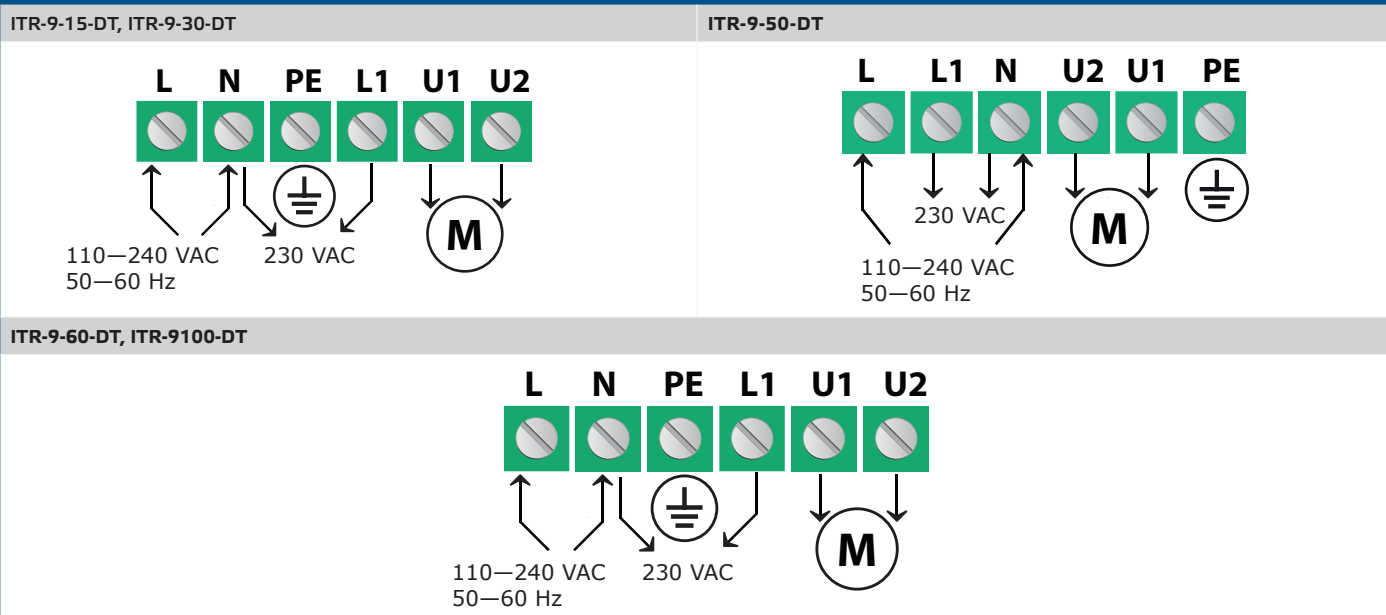 ITR-9-15-DT, ITR-9-30-DT
L N PE L1 U1 U2
M
110—240 VAC 230 VAC
50—60 Hz
ITR-9-50-DT
L L1 N U2 U1 PE
230 VAC
M
110—240 VAC
50—60 Hz
ITR-9-60-DT, ITR-9100-DT
L N PE L1 U1 U2
M
110—240 VAC 230 VAC
50—60 Hz